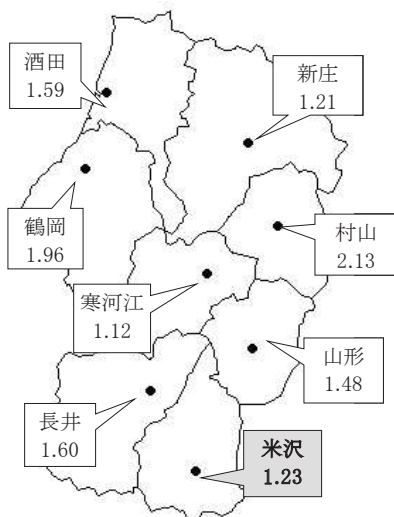 酒田
1.59
新庄
1.21
鶴岡
1.96
村山
2.13
寒河江
1.12
山形
1.48
長井
1.60
米沢
1.23